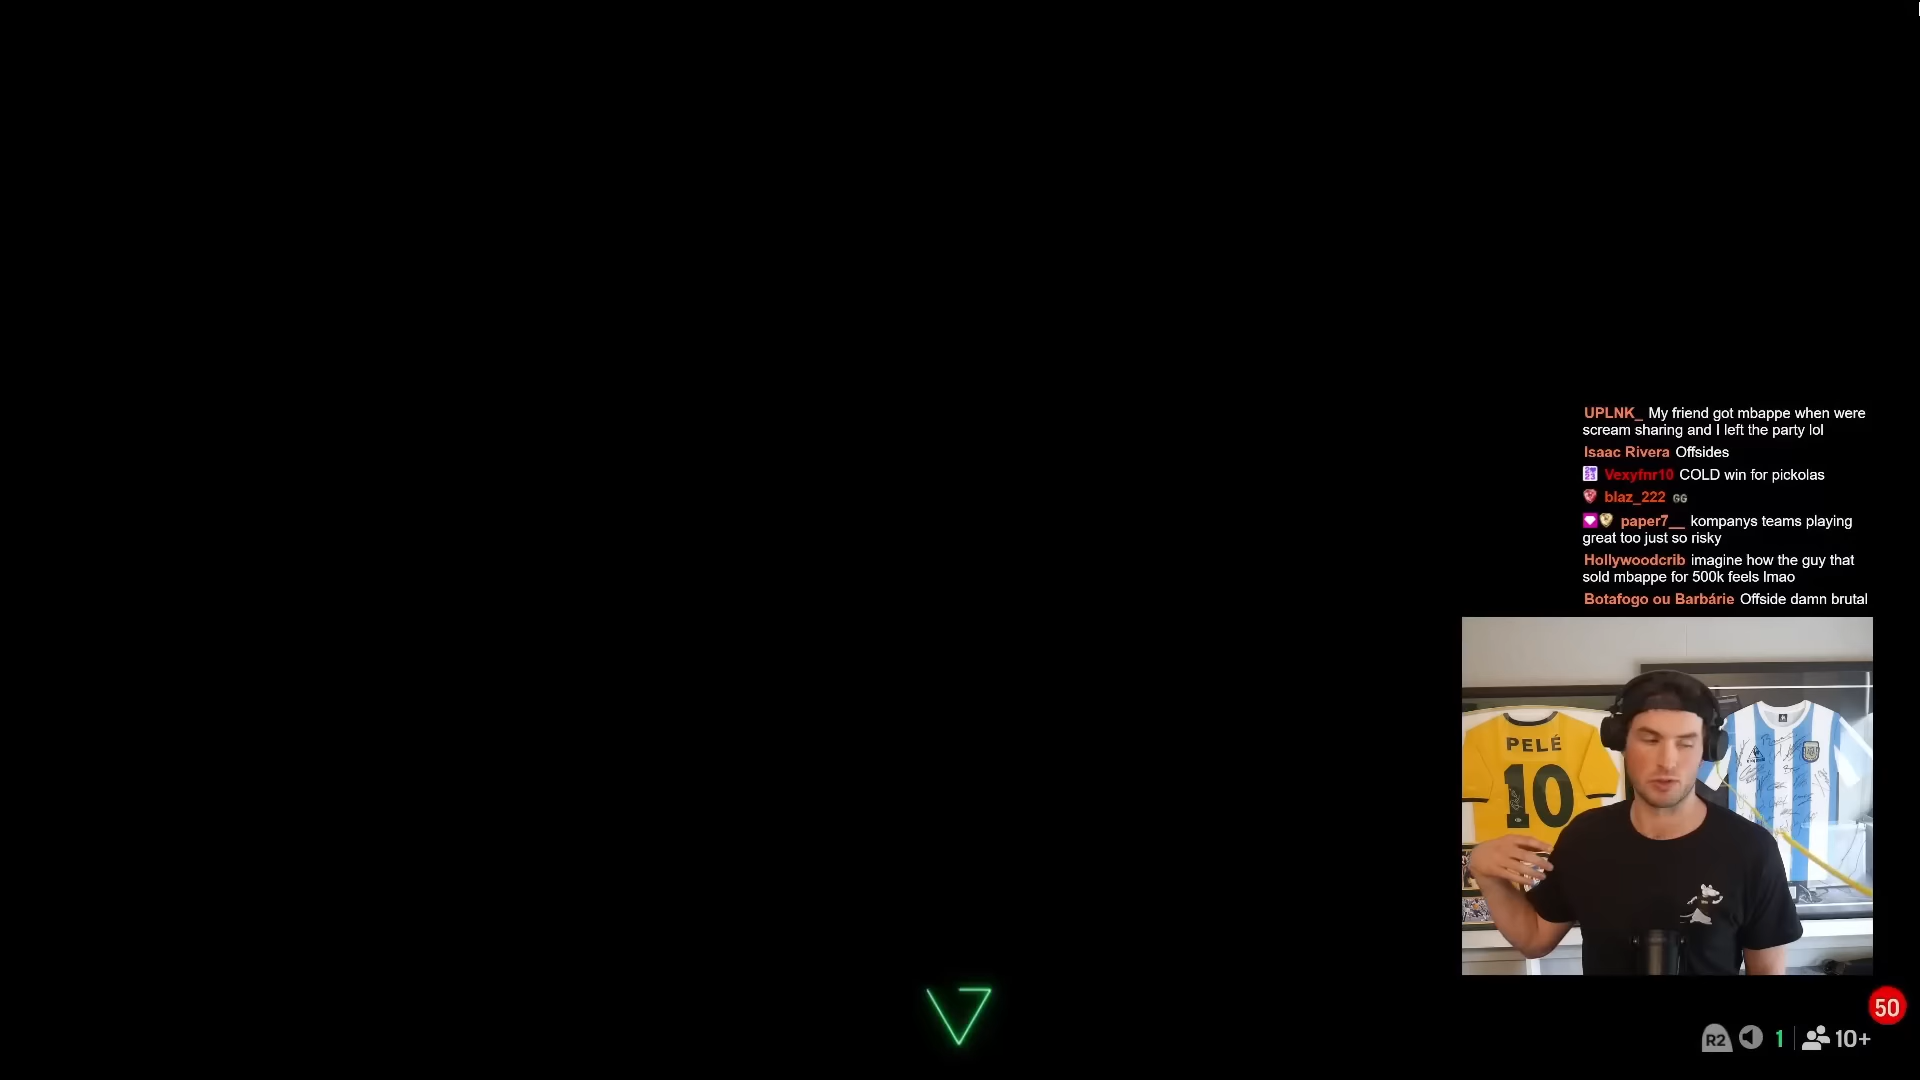 UPLNK_ My friend got mbappe when were
scream sharing and I left the party lol
Isaac Rivera Offsides
Vexyfnr10 COLD win for pickolas
blaz_222 GG
paper7__ kompanys teams playing
great too just so risky
Hollywoodcrib imagine how the guy that
sold mbappe for 500k feels lmao
Botafogo ou Barbárie Offside damn brutal
PELÉ
10
50
R2 1 10+